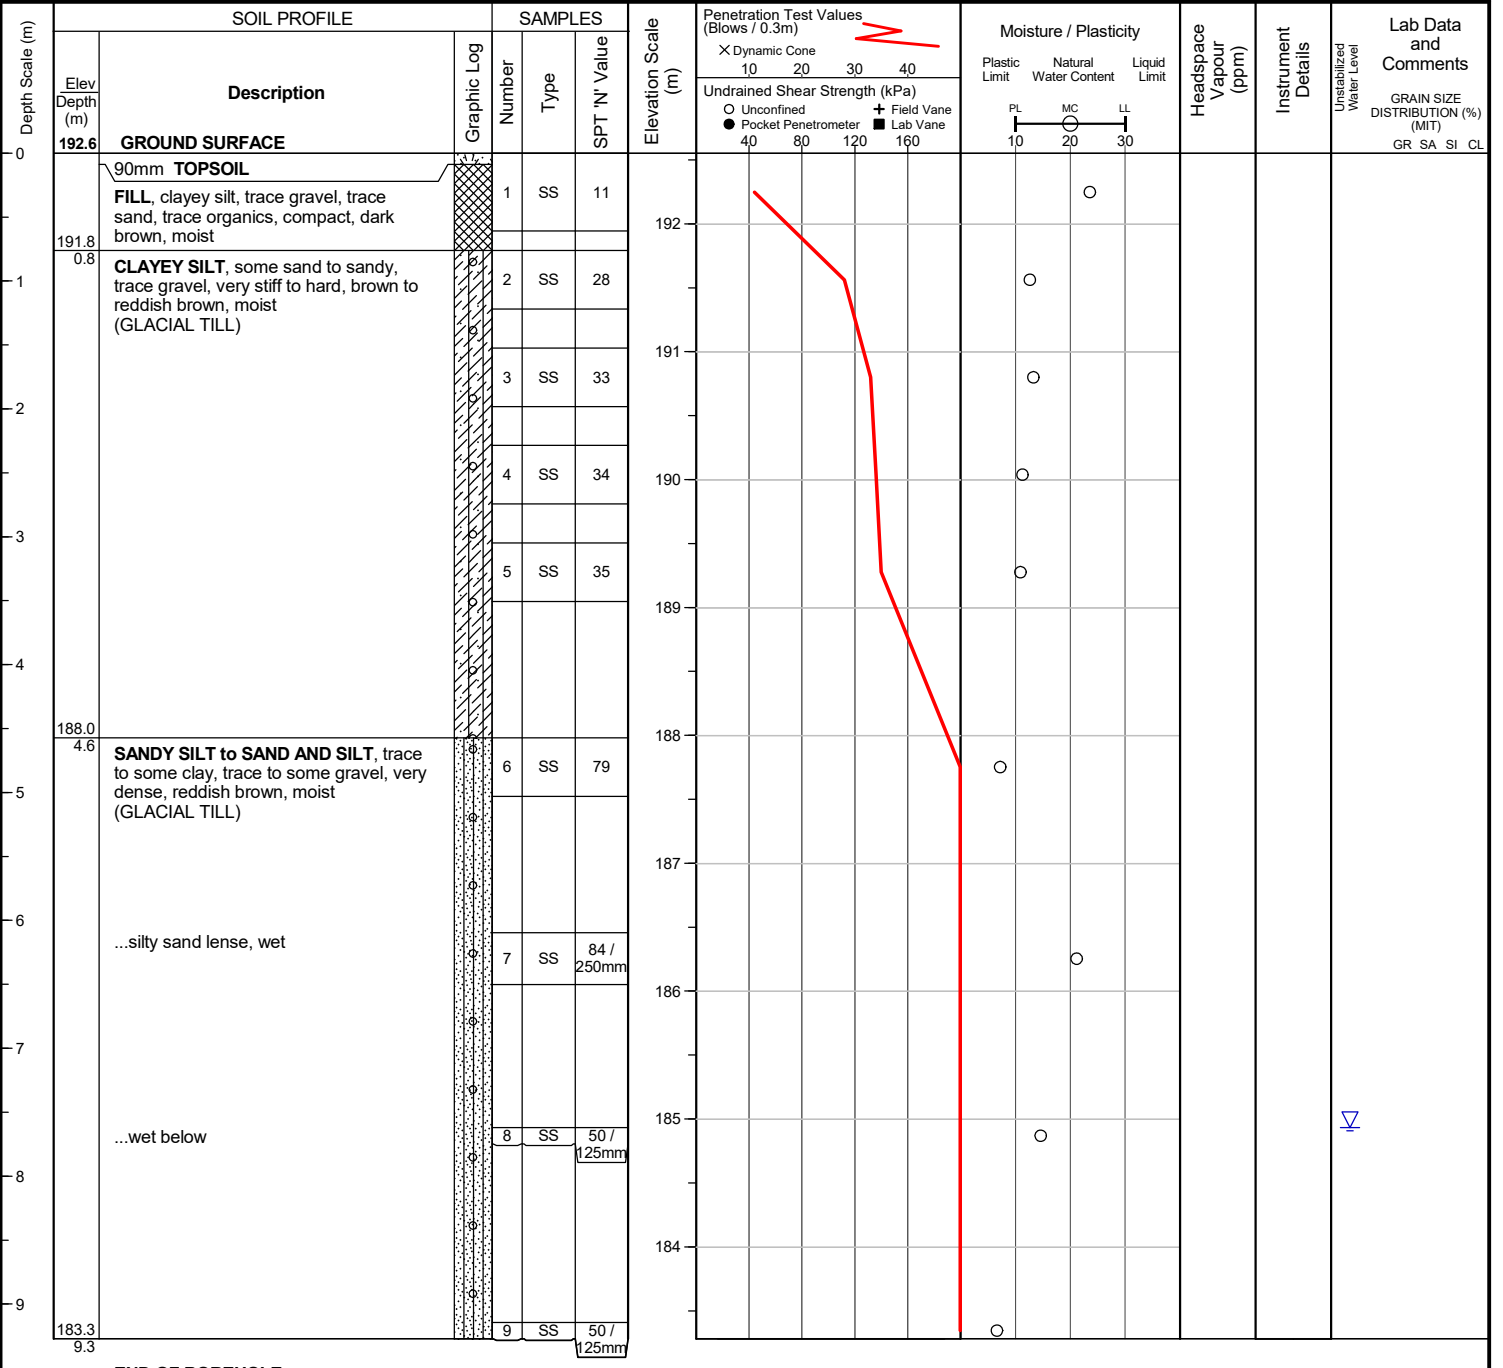 SOIL PROFILE
SAMPLES
Depth Scale (m)
Elev
Depth
(m)
Description
Graphic Log
Number
Type
SPT 'N' Value
Elevation Scale
(m)
Penetration Test Values
(Blows / 0.3m)
Dynamic Cone
10 20 30 40
Undrained Shear Strength (kPa)
Unconfined Field Vane
Pocket Penetrometer Lab Vane
40 80 120 160
Moisture / Plasticity
Plastic Limit
Natural Water Content
Liquid Limit
PL MC LL
10 20 30
Headspace
Vapour
(ppm)
Instrument
Details
Unstabilized
Water Level
Lab Data
and
Comments
GRAIN SIZE
DISTRIBUTION (%)
(MIT)
GR SA SI CL
192.6 GROUND SURFACE
0
90mm TOPSOIL
FILL, clayey silt, trace gravel, trace
sand, trace organics, compact, dark
brown, moist
1 SS 11
192
191.8
0.8
CLAYEY SILT, some sand to sandy,
trace gravel, very stiff to hard, brown to
reddish brown, moist
(GLACIAL TILL)
1
2 SS 28
191
3 SS 33
2
4 SS 34
190
3
5 SS 35
189
4
188.0
4.6
188
SANDY SILT to SAND AND SILT, trace
to some clay, trace to some gravel, very
dense, reddish brown, moist
(GLACIAL TILL)
6 SS 79
5
187
6
...silty sand lense, wet
7 SS 84 /
250mm
186
7
185
...wet below
8 SS 50 /
125mm
8
184
9
183.3
9.3
9 SS 50 /
125mm
END OF BOREHOLE